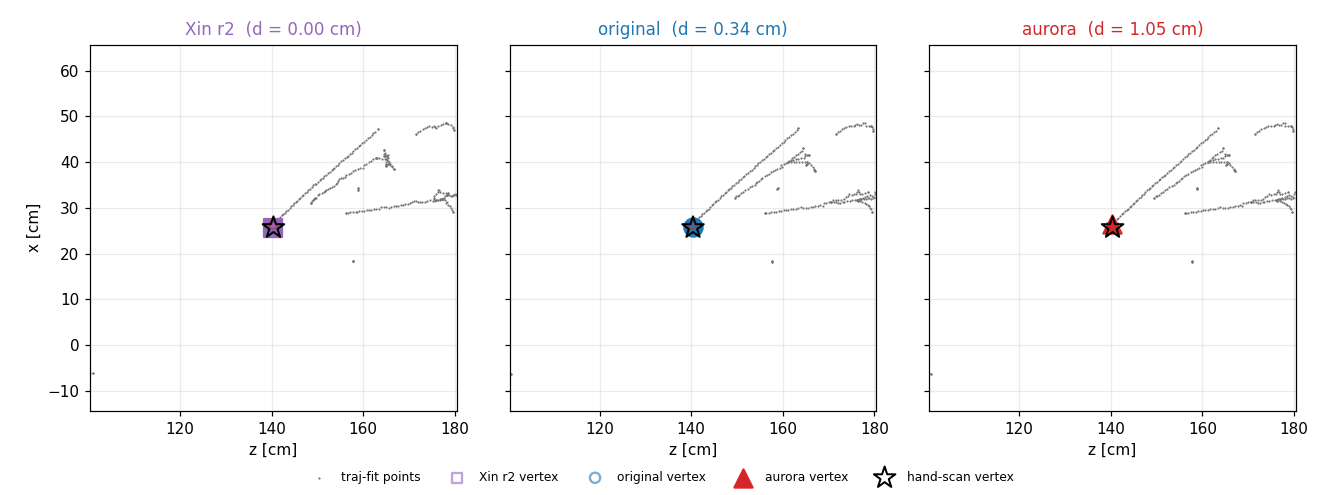 Xin r2  (d = 0.00 cm)
original  (d = 0.34 cm)
aurora  (d = 1.05 cm)
x [cm]
60
50
40
30
20
10
0
−10
120 140 160 180
120 140 160 180
120 140 160 180
z [cm]
z [cm]
z [cm]
traj-fit points
Xin r2 vertex
original vertex
aurora vertex
hand-scan vertex